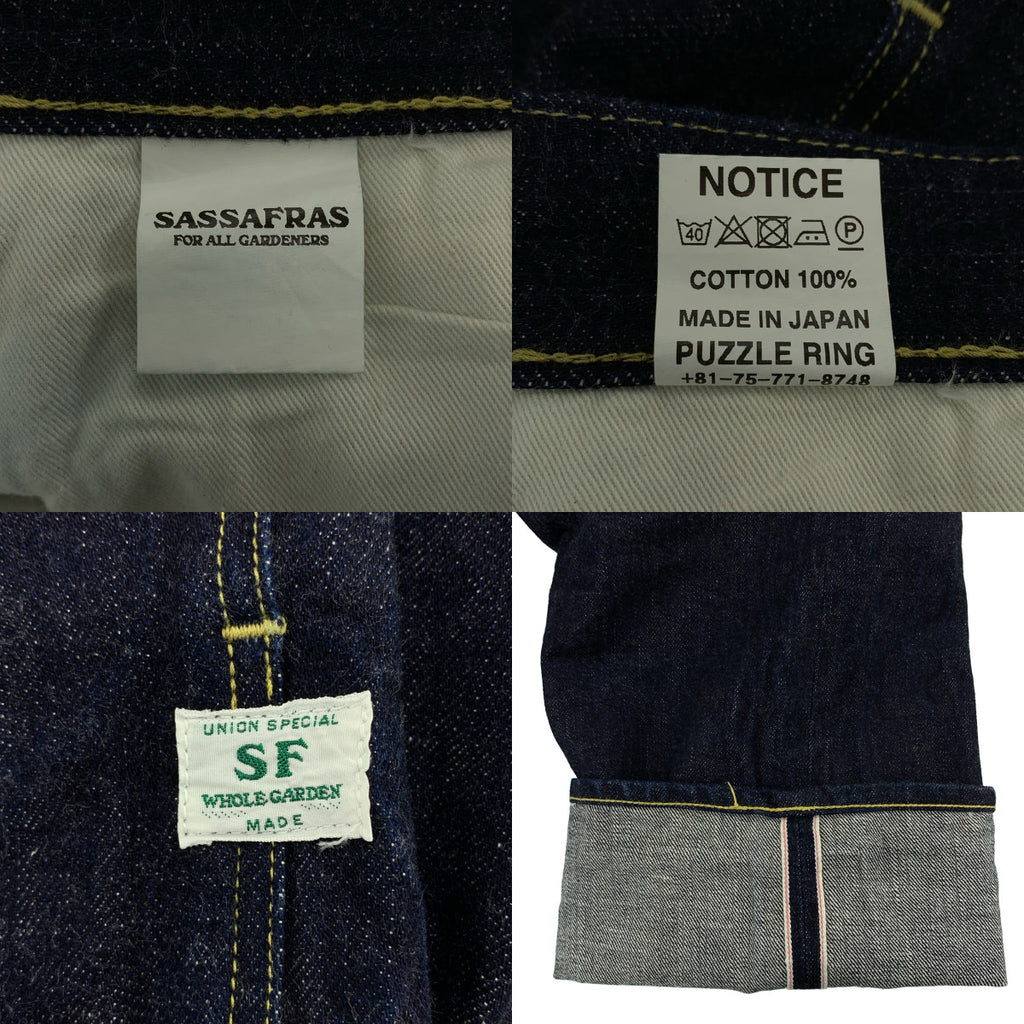 SASSAFRAS
FOR ALL GARDENERS
NOTICE
40 P
COTTON 100%
MADE IN JAPAN
PUZZLE RING
+81-75-771-8748
UNION SPECIAL
SF
WHOLE GARDEN
MADE